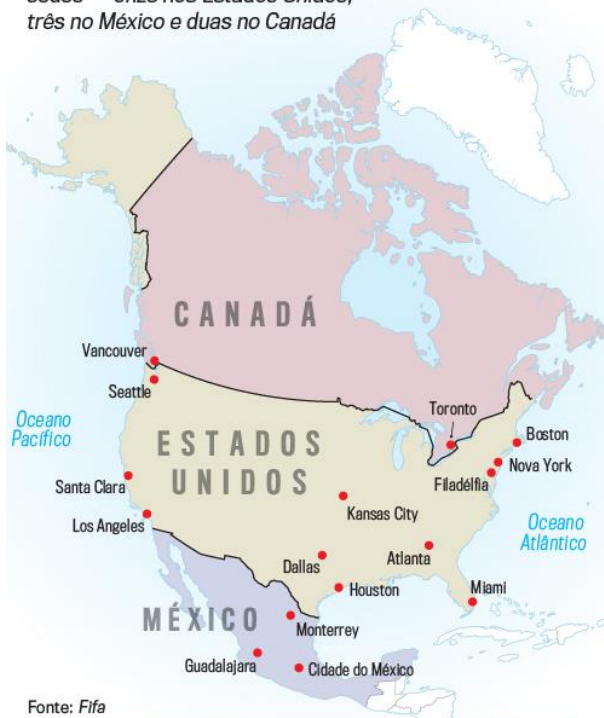 três no México e duas no Canadá
CANADÁ
Vancouver
Seattle
Toronto
Oceano
Pacífico
ESTADOS
UNIDOS
Boston
Nova York
Filadélfia
Santa Clara
Kansas City
Los Angeles
Oceano
Atlântico
Dallas
Atlanta
Houston
Miami
MÉXICO
Monterrey
Guadalajara
Cidade do México
Fonte: Fifa